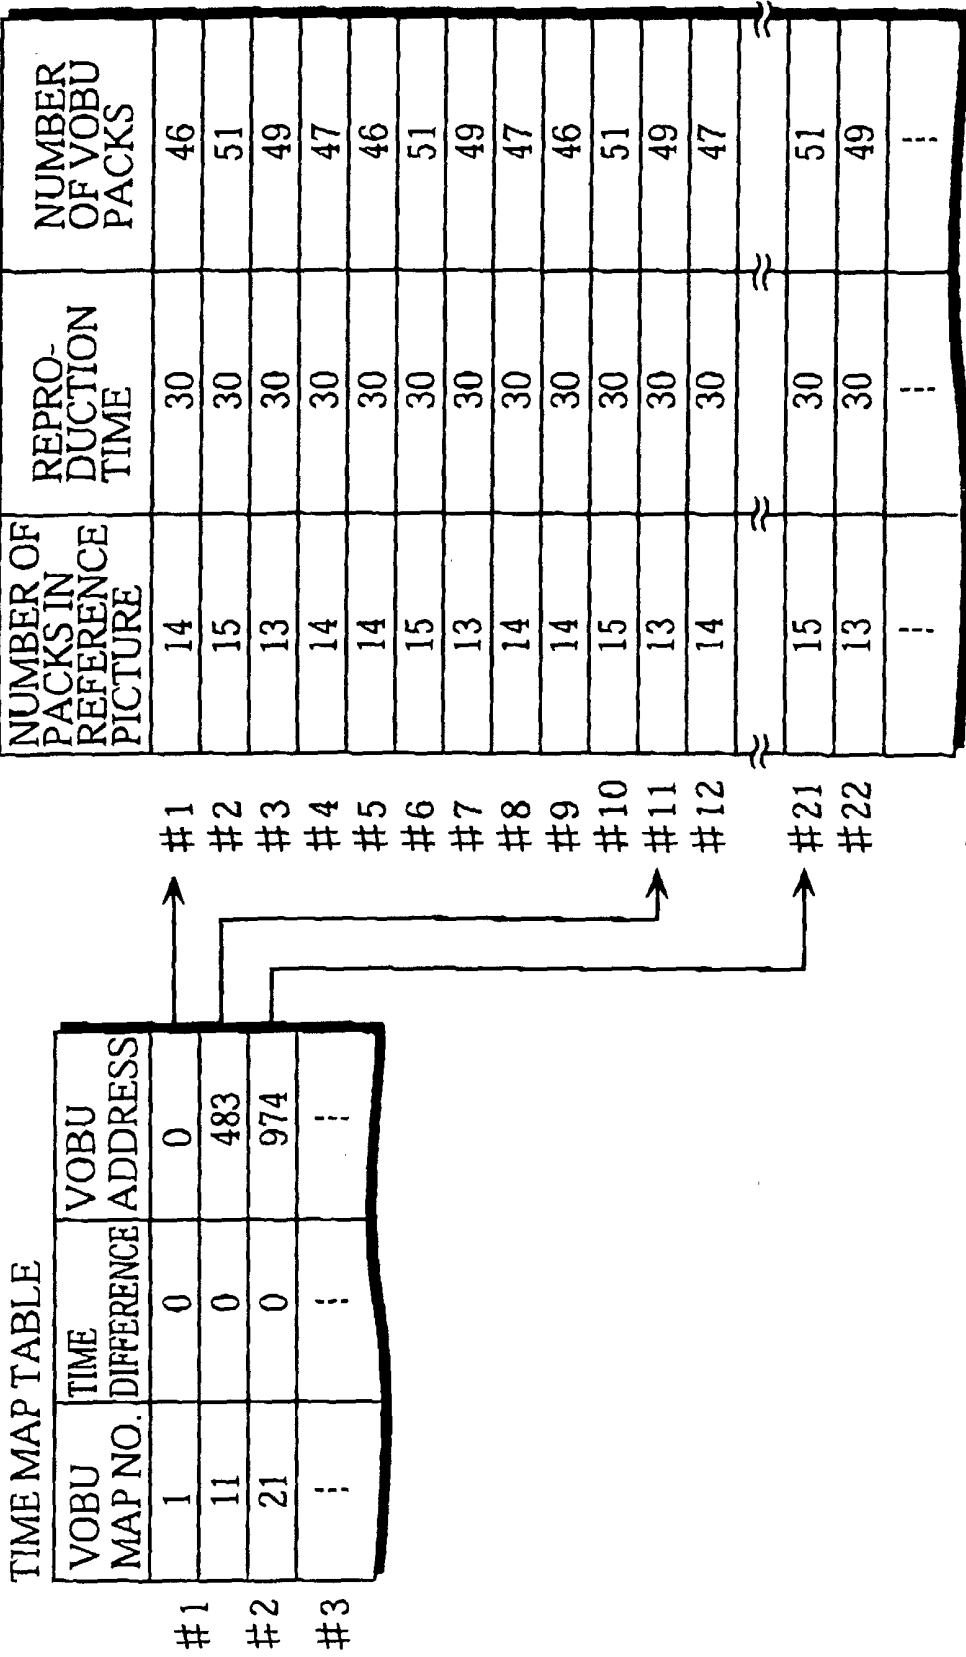 TIME MAP TABLE
VOBU MAP NO. TIME DIFFERENCE VOBU ADDRESS
#1 1 0 0
#2 11 0 483
#3 21 0 974
--- --- ---
NUMBER OF PACKS IN REFERENCE PICTURE REPRO-DUCTION TIME NUMBER OF VOBU PACKS
#1 14 30 46
#2 15 30 51
#3 13 30 49
#4 14 30 47
#5 14 30 46
#6 15 30 51
#7 13 30 49
#8 14 30 47
#9 14 30 46
#10 15 30 51
#11 13 30 49
#12 14 30 47
#21 15 30 51
#22 13 30 49
--- --- ---